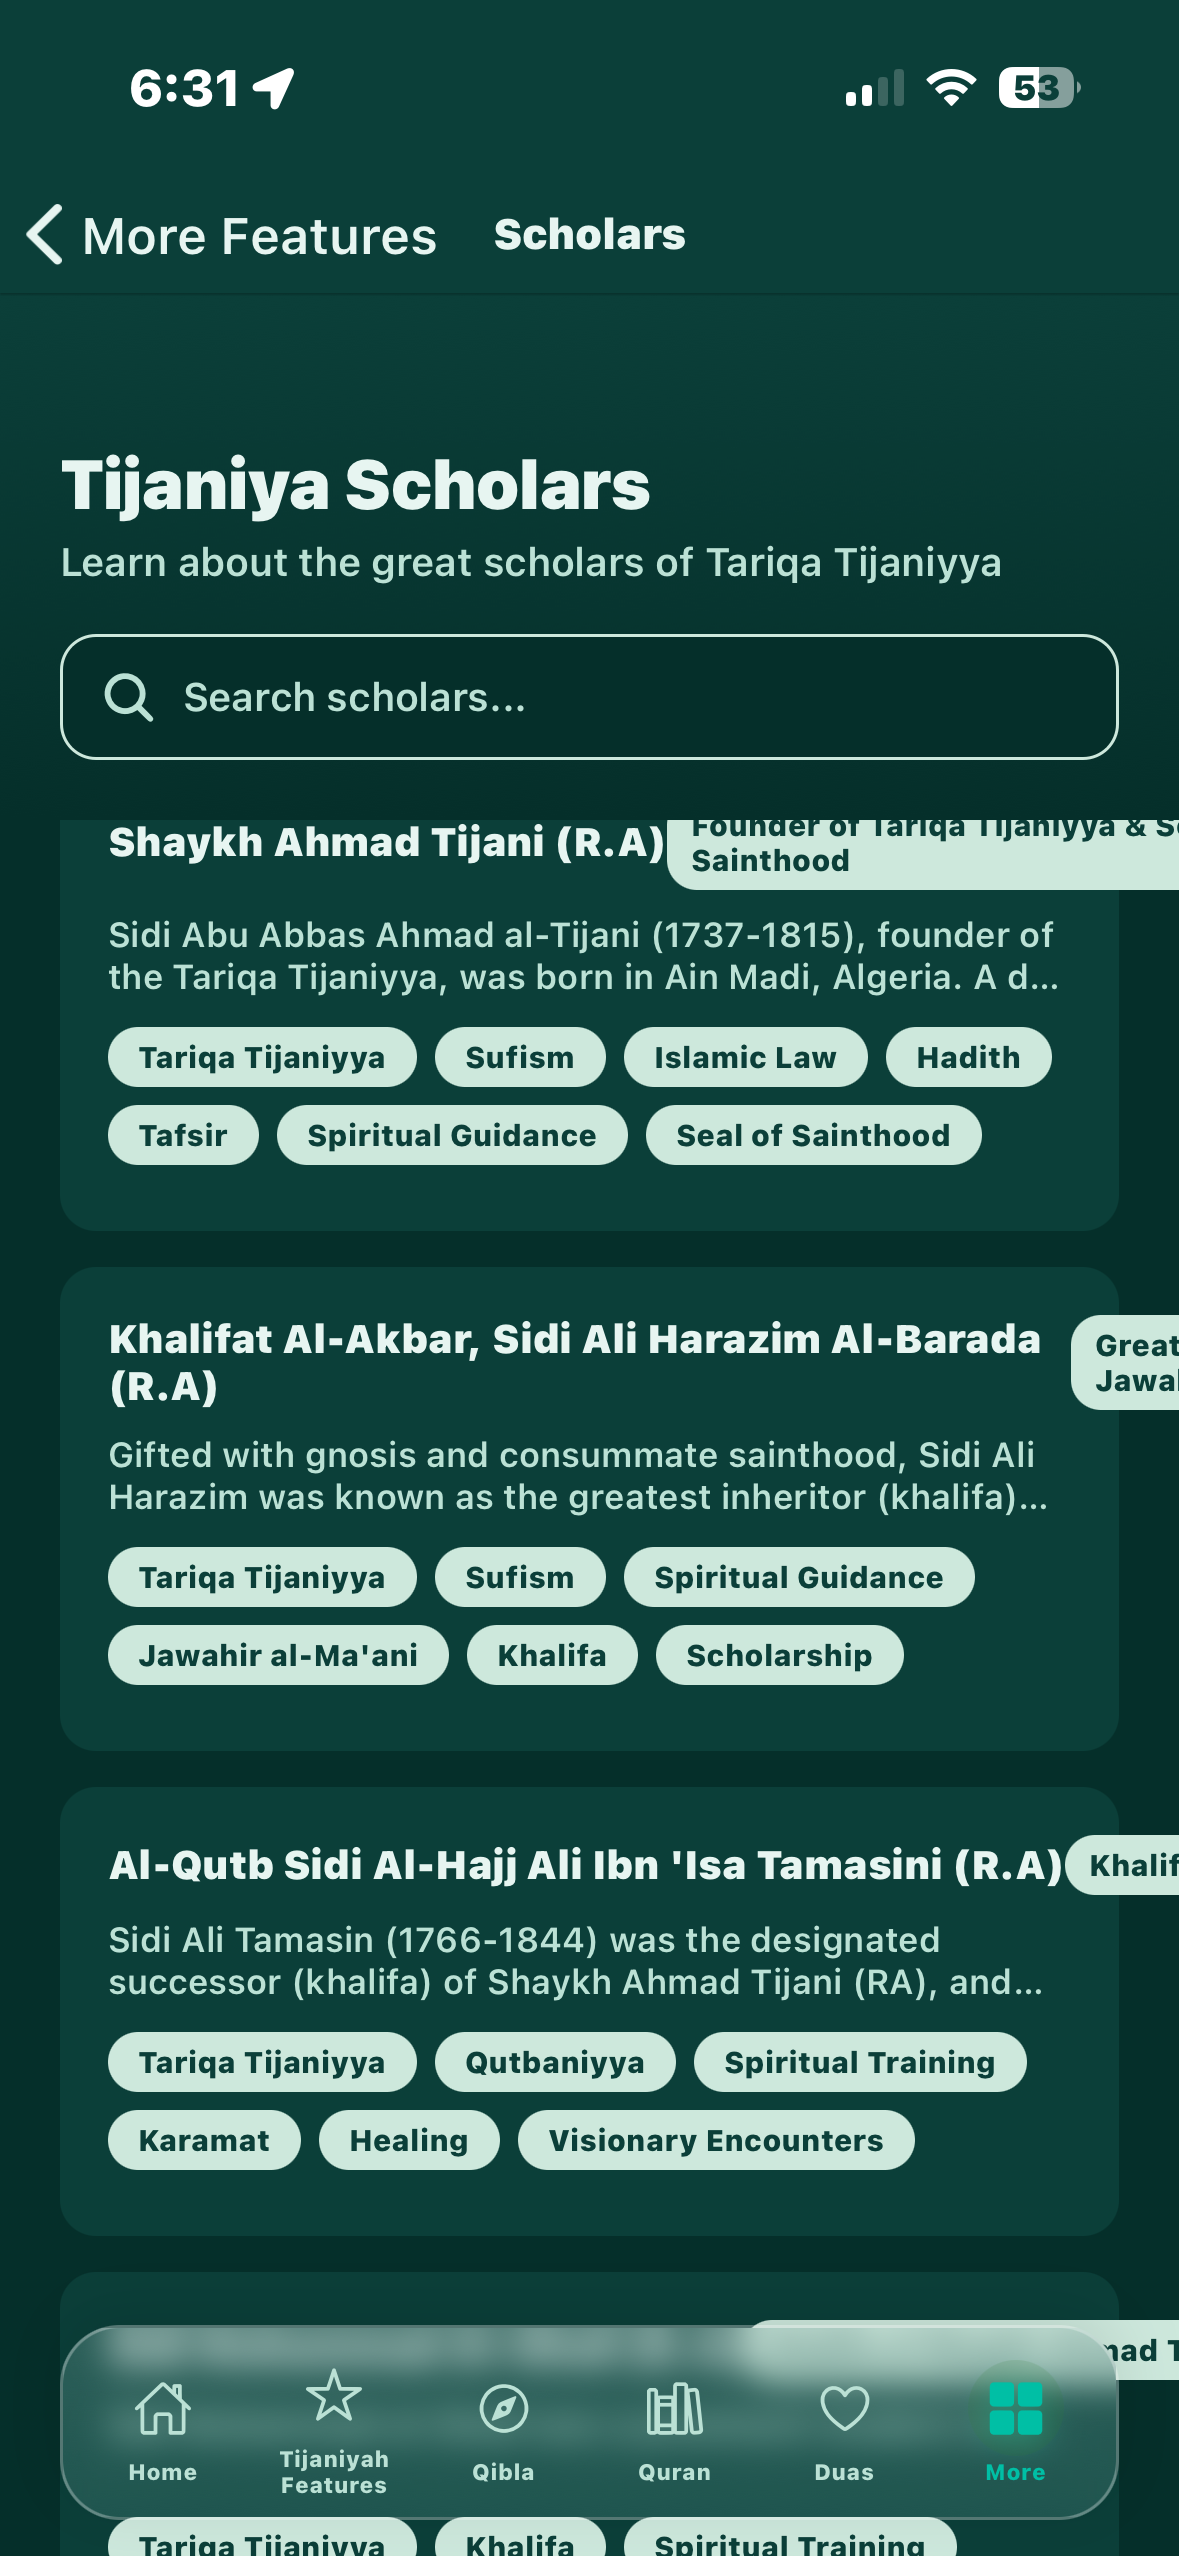 6:31
53
More Features
Scholars
Tijaniya Scholars
Learn about the great scholars of Tariqa Tijaniyya
Search scholars...
Shaykh Ahmad Tijani (R.A)
Founder of Tariqa Tijaniyya &
Sainthood
Sidi Abu Abbas Ahmad al-Tijani (1737-1815), founder of
the Tariqa Tijaniyya, was born in Ain Madi, Algeria. A d...
Tariqa Tijaniyya
Sufism
Islamic Law
Hadith
Tafsir
Spiritual Guidance
Seal of Sainthood
Khalifat Al-Akbar, Sidi Ali Harazim Al-Barada
(R.A)
Great
Jawa
Gifted with gnosis and consummate sainthood, Sidi Ali
Harazim was known as the greatest inheritor (khalifa)...
Tariqa Tijaniyya
Sufism
Spiritual Guidance
Jawahir al-Ma'ani
Khalifa
Scholarship
Al-Qutb Sidi Al-Hajj Ali Ibn 'Isa Tamasini (R.A)
Khalif
Sidi Ali Tamasin (1766-1844) was the designated
successor (khalifa) of Shaykh Ahmad Tijani (RA), and...
Tariqa Tijaniyya
Qutbaniyya
Spiritual Training
Karamat
Healing
Visionary Encounters
mad T
Home
Tijaniyah
Features
Qibla
Quran
Duas
More
Tariqa Tijaniyya
Khalifa
Spiritual Training